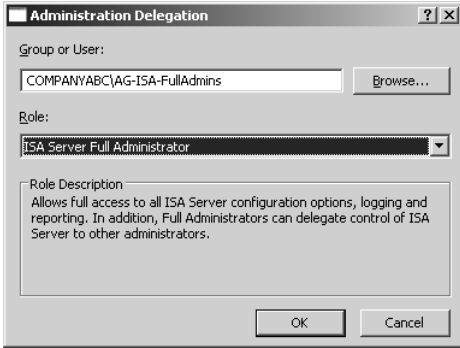 Administration Delegation
Group or User:
COMPANYABC\AG-ISA-FullAdmins
Browse...
Role:
ISA Server Full Administrator
Role Description
Allows full access to all ISA Server configuration options, logging and
reporting. In addition, Full Administrators can delegate control of ISA
Server to other administrators.
OK
Cancel